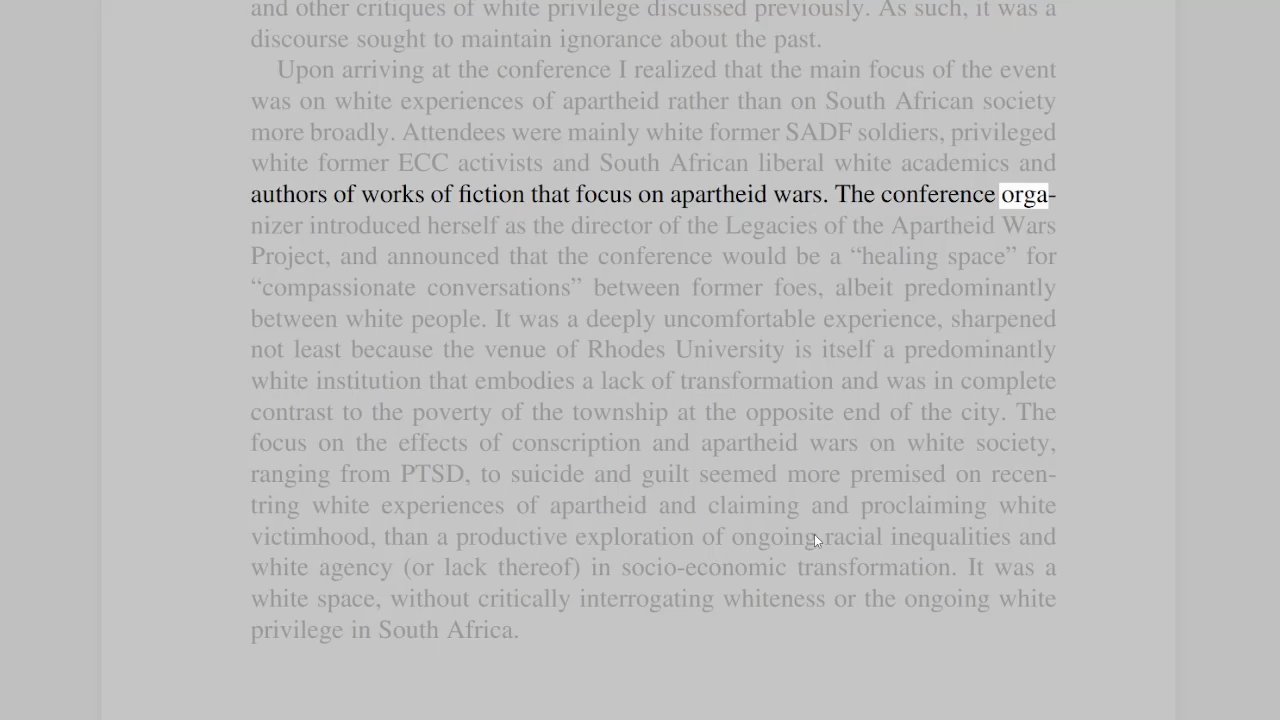 and other critiques of white privilege discussed previously. As such, it was a
discourse sought to maintain ignorance about the past.
Upon arriving at the conference I realized that the main focus of the event
was on white experiences of apartheid rather than on South African society
more broadly. Attendees were mainly white former SADF soldiers, privileged
white former ECC activists and South African liberal white academics and
authors of works of fiction that focus on apartheid wars. The conference orga-
nizer introduced herself as the director of the Legacies of the Apartheid Wars
Project, and announced that the conference would be a “healing space” for
“compassionate conversations” between former foes, albeit predominantly
between white people. It was a deeply uncomfortable experience, sharpened
not least because the venue of Rhodes University is itself a predominantly
white institution that embodies a lack of transformation and was in complete
contrast to the poverty of the township at the opposite end of the city. The
focus on the effects of conscription and apartheid wars on white society,
ranging from PTSD, to suicide and guilt seemed more premised on recen-
tring white experiences of apartheid and claiming and proclaiming white
victimhood, than a productive exploration of ongoing racial inequalities and
white agency (or lack thereof) in socio-economic transformation. It was a
white space, without critically interrogating whiteness or the ongoing white
privilege in South Africa.